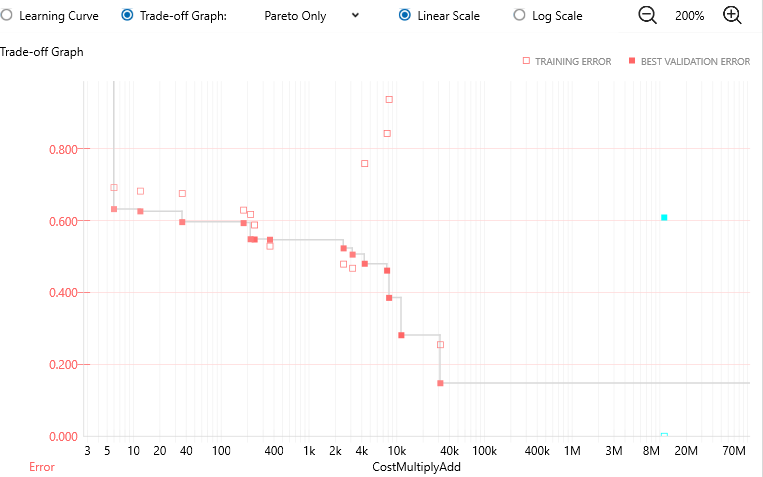 Learning Curve Trade-off Graph: Pareto Only Linear Scale Log Scale 200%
Trade-off Graph
TRAINING ERROR BEST VALIDATION ERROR
0.800
0.600
0.400
0.200
0.000
3 5 10 20 40 100 400 1k 2k 4k 10k 40k 100k 400k 1M 3M 8M 20M 70M
Error CostMultiplyAdd